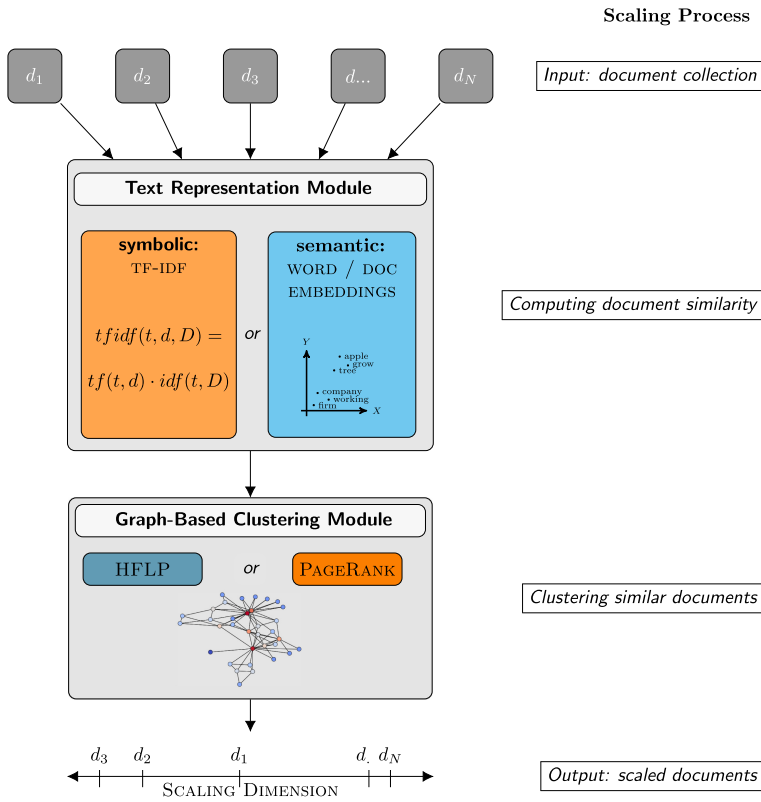 Scaling Process
d1 d2 d3 d... dN
Input: document collection
Text Representation Module
symbolic:
TF-IDF
tfidf(t, d, D) =
tf(t, d) · idf(t, D)
or
semantic:
WORD / DOC
EMBEDDINGS
Y
apple
grow
tree
company
working
firm
X
Computing document similarity
Graph-Based Clustering Module
HFLP or PAGERANK
Clustering similar documents
d3 d2 d1 d. dN
SCALING DIMENSION
Output: scaled documents